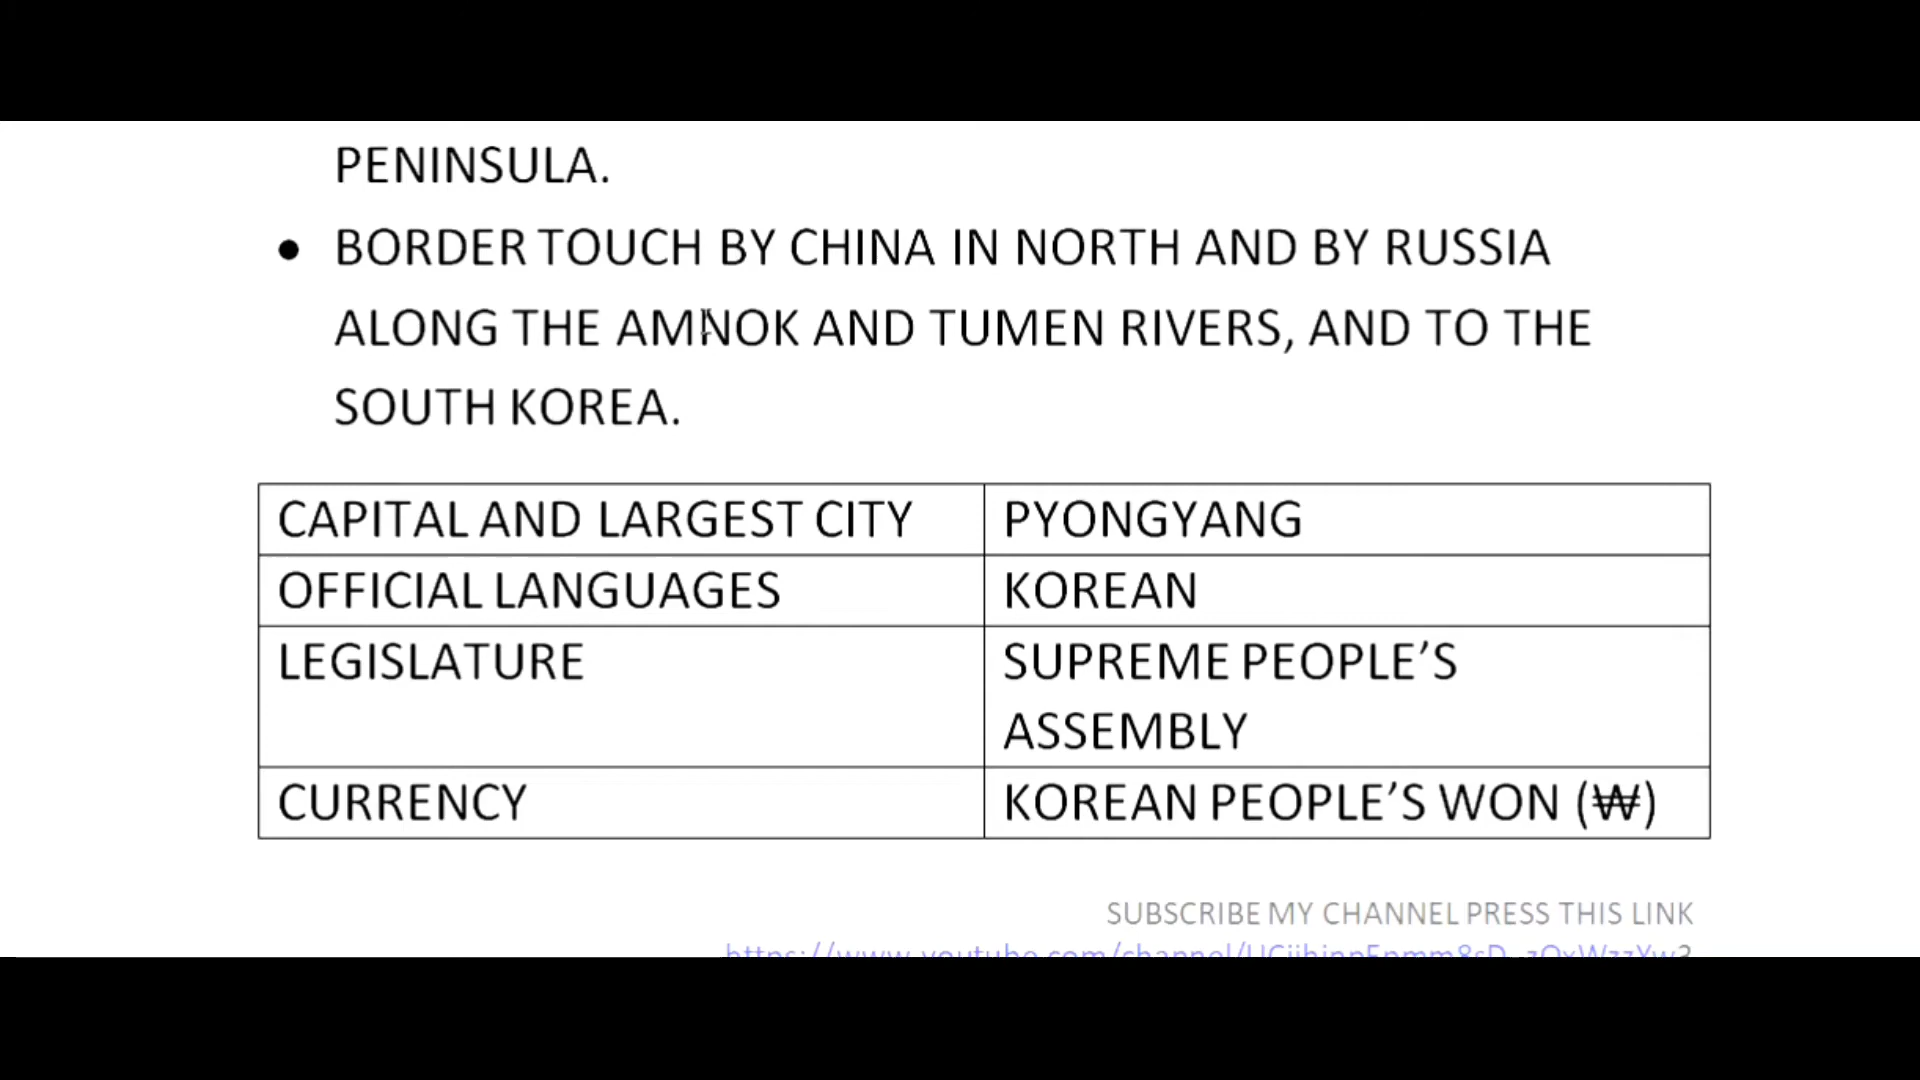 PENINSULA.
● BORDER TOUCH BY CHINA IN NORTH AND BY RUSSIA
ALONG THE AMNOK AND TUMEN RIVERS, AND TO THE
SOUTH KOREA.
CAPITAL AND LARGEST CITY PYONGYANG
OFFICIAL LANGUAGES KOREAN
LEGISLATURE SUPREME PEOPLE’S
ASSEMBLY
CURRENCY KOREAN PEOPLE’S WON (₩)
SUBSCRIBE MY CHANNEL PRESS THIS LINK